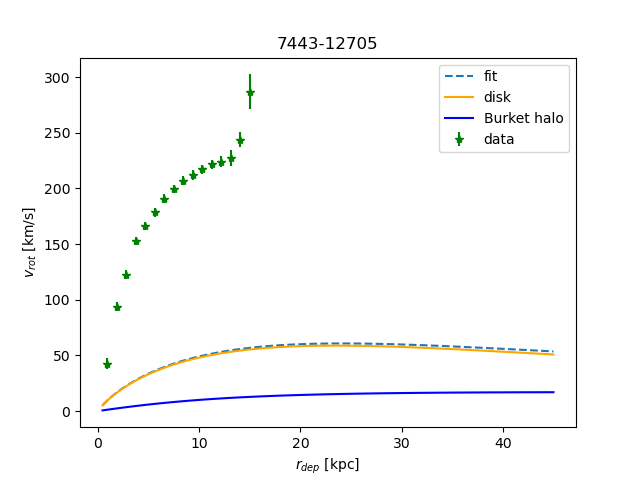 7443-12705
300
250
200
150
100
50
0
v_rot [km/s]
fit
disk
Burket halo
data
0 10 20 30 40
r_dep [kpc]